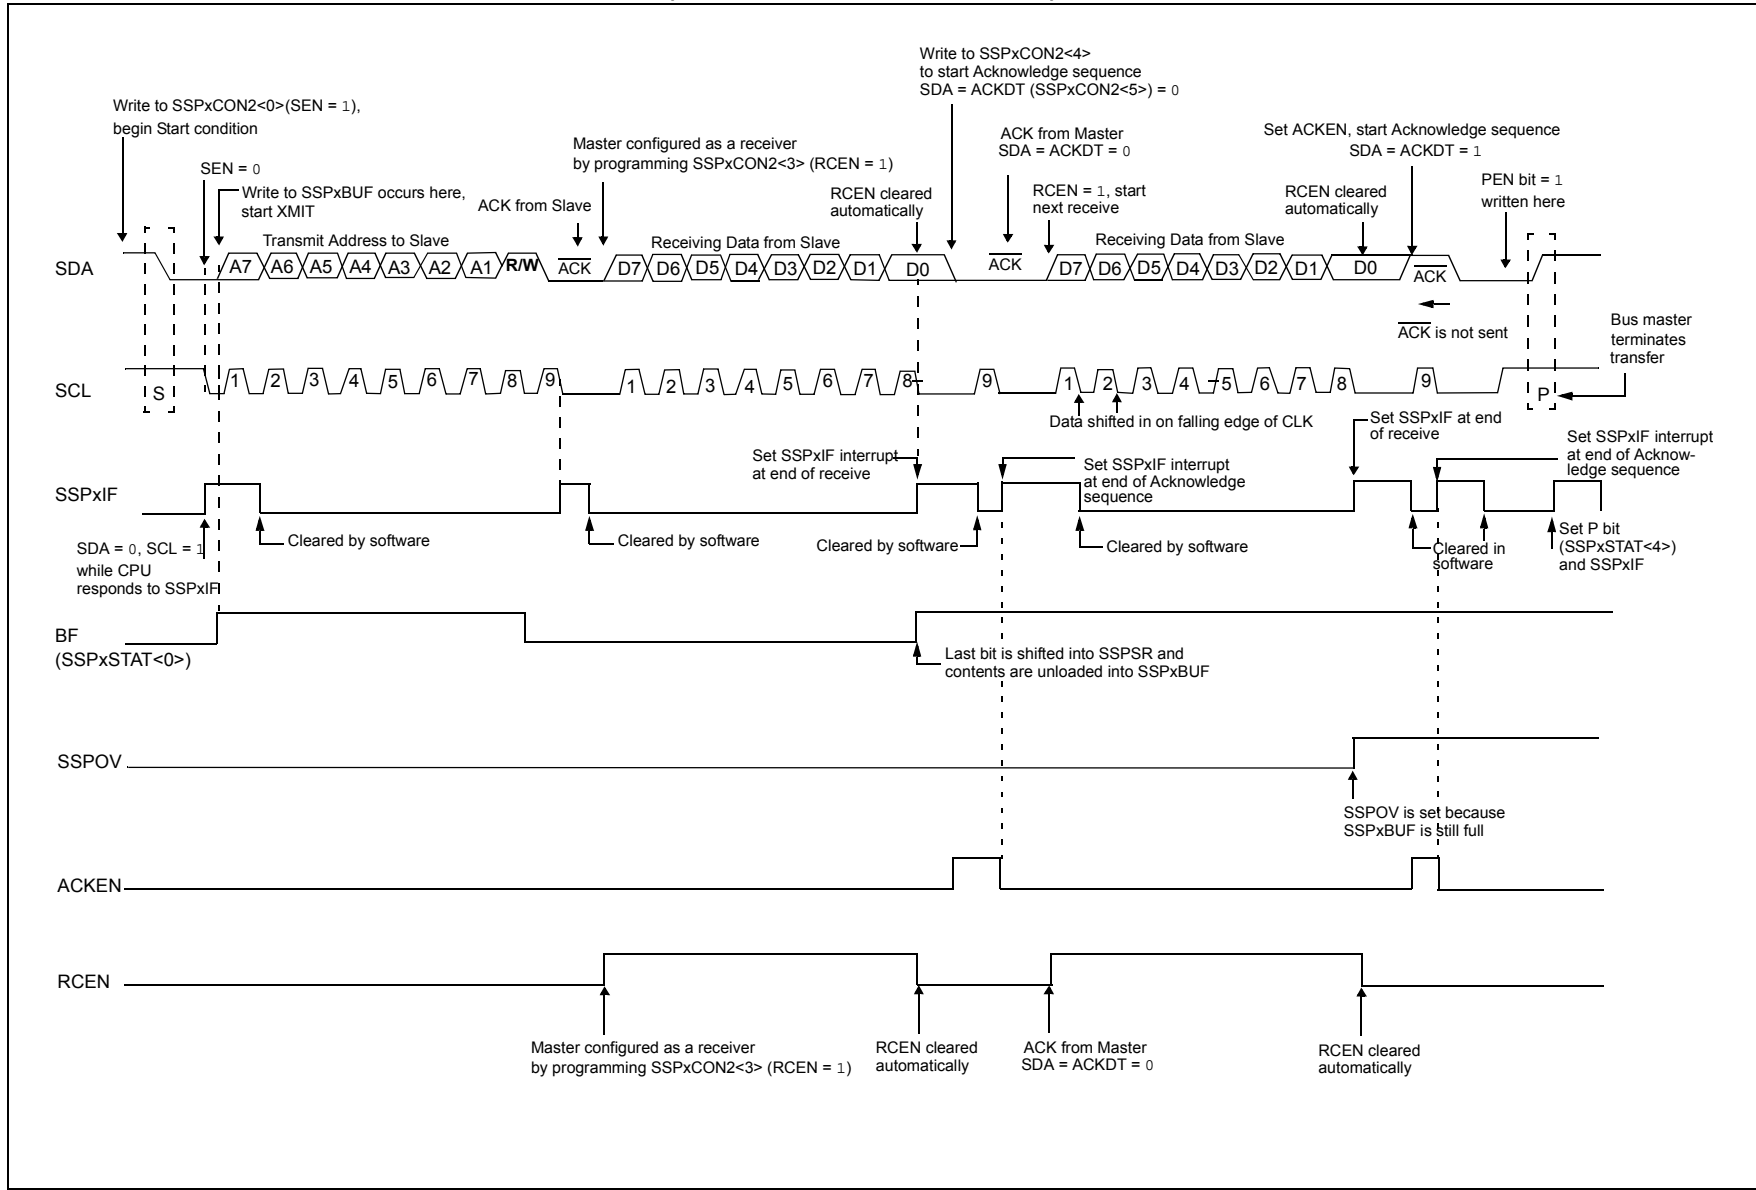 Write to SSPxCON2<4>
to start Acknowledge sequence
SDA = ACKDT (SSPxCON2<5>) = 0
Write to SSPxCON2<0>(SEN = 1),
begin Start condition
Master configured as a receiver
by programming SSPxCON2<3> (RCEN = 1)
ACK from Master
SDA = ACKDT = 0
Set ACKEN, start Acknowledge sequence
SDA = ACKDT = 1
SEN = 0
Write to SSPxBUF occurs here,
start XMIT
ACK from Slave
RCEN cleared
automatically
RCEN = 1, start
next receive
RCEN cleared
automatically
PEN bit = 1
written here
Transmit Address to Slave
Receiving Data from Slave
Receiving Data from Slave
SDA A7 A6 A5 A4 A3 A2 A1 R/W ACK D7 D6 D5 D4 D3 D2 D1 D0 ACK D7 D6 D5 D4 D3 D2 D1 D0 ACK
ACK is not sent
Bus master
terminates
transfer
SCL S 1 2 3 4 5 6 7 8 9 1 2 3 4 5 6 7 8 9 1 2 3 4 5 6 7 8 9 P
Data shifted in on falling edge of CLK
Set SSPxIF at end
of receive
Set SSPxIF interrupt
at end of Acknow-
ledge sequence
Set SSPxIF interrupt
at end of receive
Set SSPxIF interrupt
at end of Acknowledge
sequence
SSPxIF
SDA = 0, SCL = 1
while CPU
responds to SSPxIF
Cleared by software
Cleared by software
Cleared by software
Cleared by software
Cleared in
software
Set P bit
(SSPxSTAT<4>)
and SSPxIF
BF
(SSPxSTAT<0>)
Last bit is shifted into SSPSR and
contents are unloaded into SSPxBUF
SSPOV
SSPOV is set because
SSPxBUF is still full
ACKEN
RCEN
Master configured as a receiver
by programming SSPxCON2<3> (RCEN = 1)
RCEN cleared
automatically
ACK from Master
SDA = ACKDT = 0
RCEN cleared
automatically